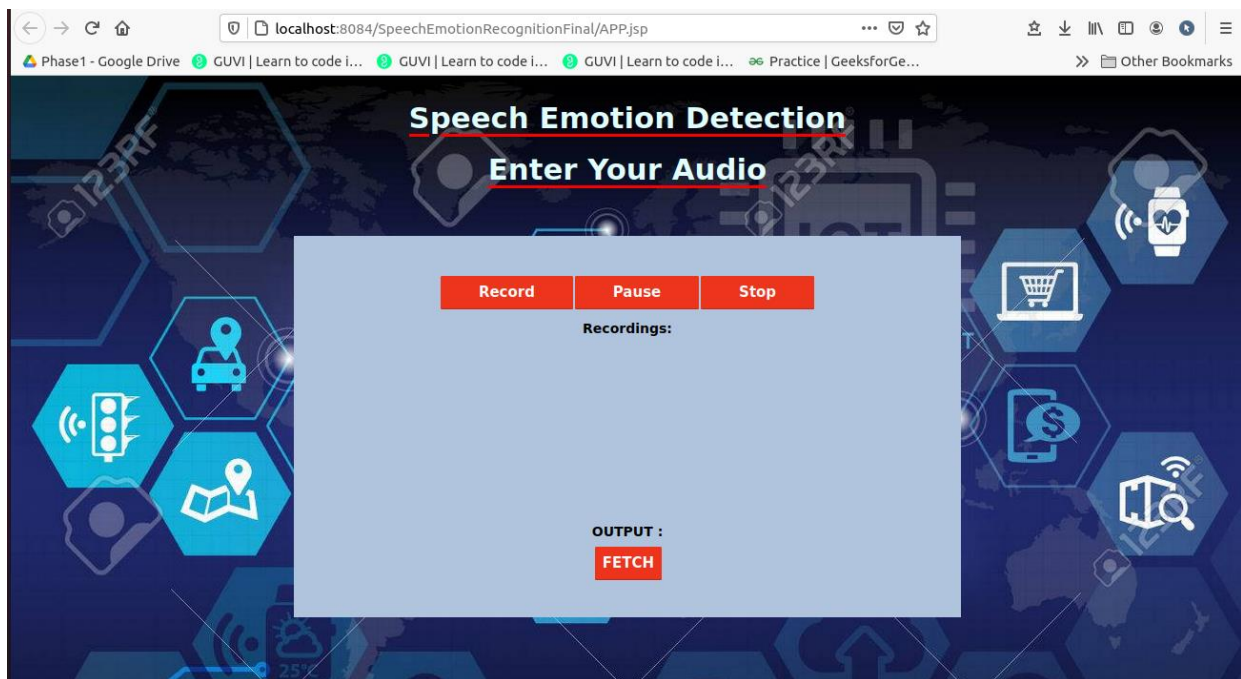 localhost:8084/SpeechEmotionRecognitionFinal/APP.jsp
Phase1 - Google Drive GUVI | Learn to code i... GUVI | Learn to code i... GUVI | Learn to code i... Practice | GeeksforGe... Other Bookmarks
Speech Emotion Detection
Enter Your Audio
123RF
123RF
IOT
Record Pause Stop
Recordings:
T
$
OUTPUT :
FETCH
123RF
25°C